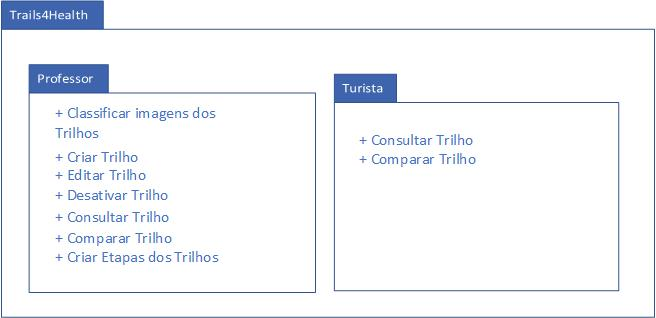 Trails4Health
Professor
+ Classificar imagens dos
Trilhos
+ Criar Trilho
+ Editar Trilho
+ Desativar Trilho
+ Consultar Trilho
+ Comparar Trilho
+ Criar Etapas dos Trilhos
Turista
+ Consultar Trilho
+ Comparar Trilho